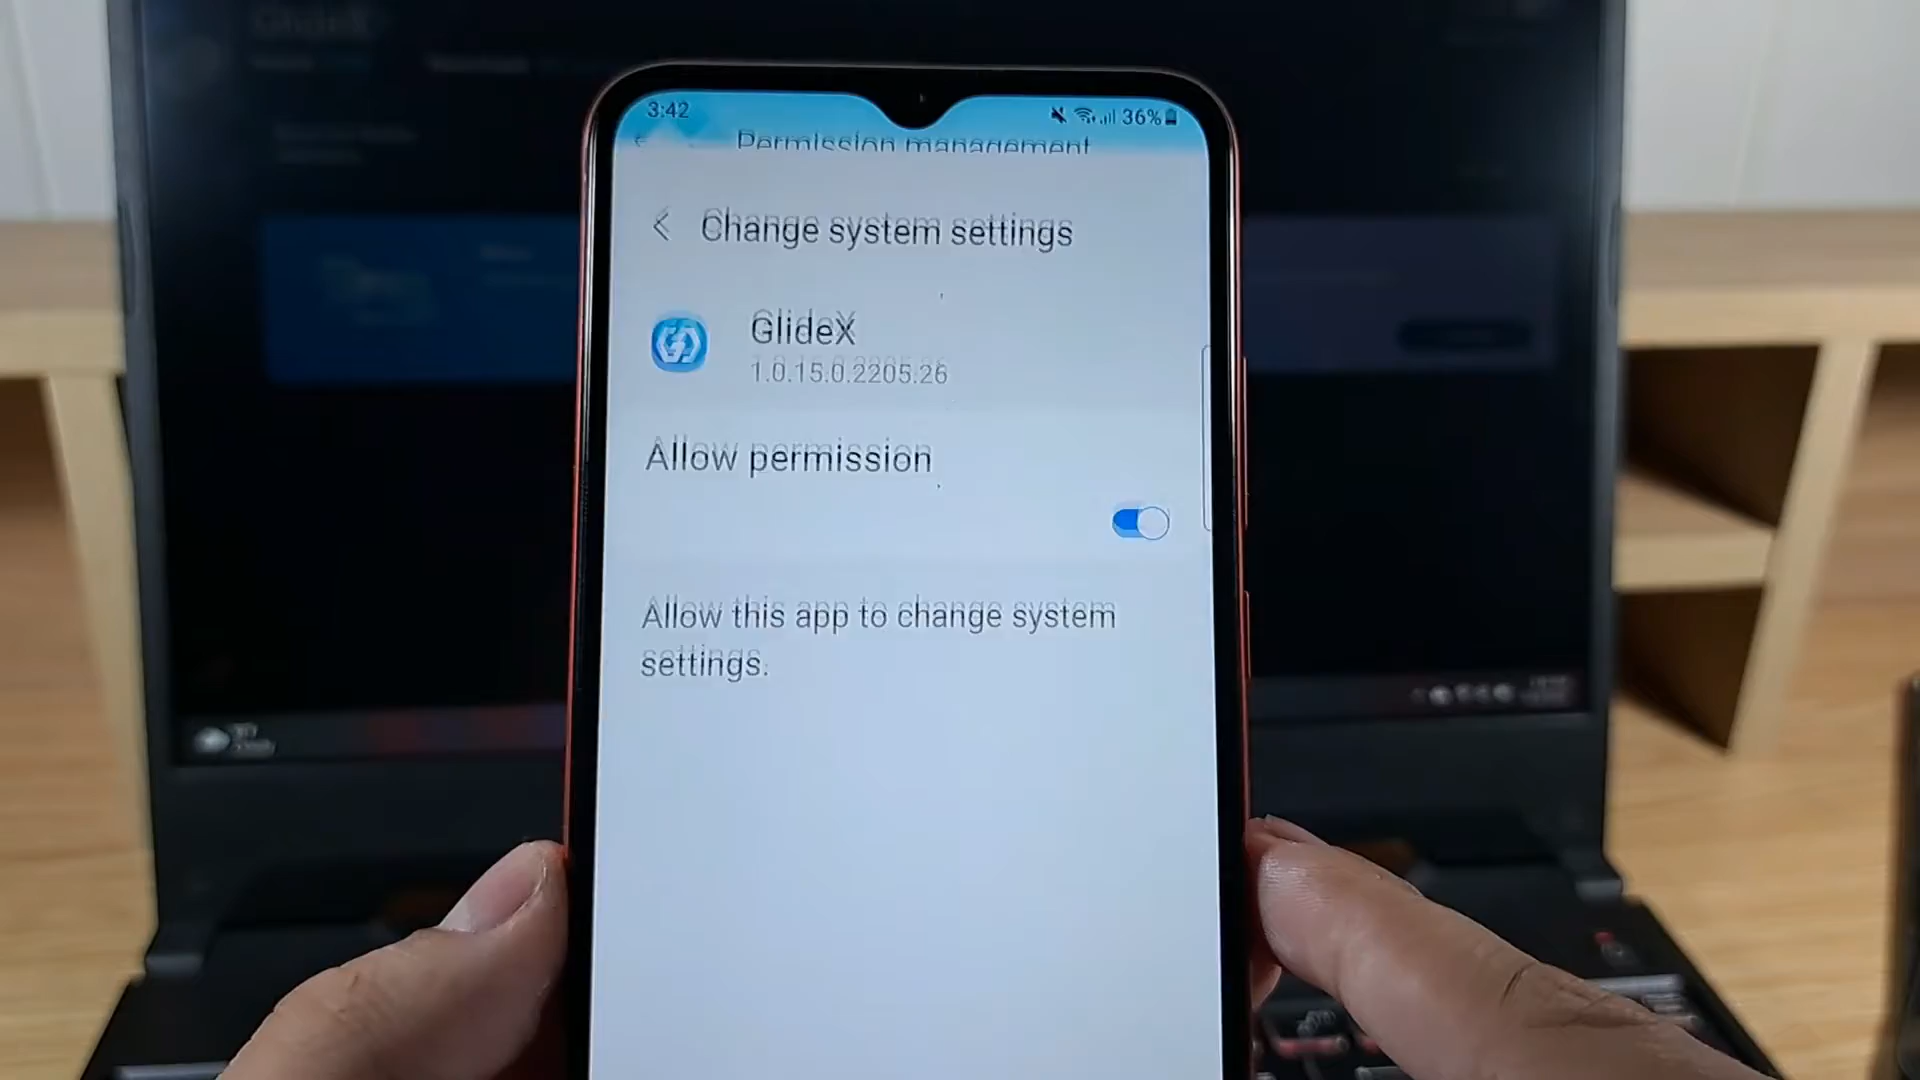 3:42
36%
Permission management
Change system settings
GlideX
1.0.15.0.2205.26
Allow permission
Allow this app to change system
settings.